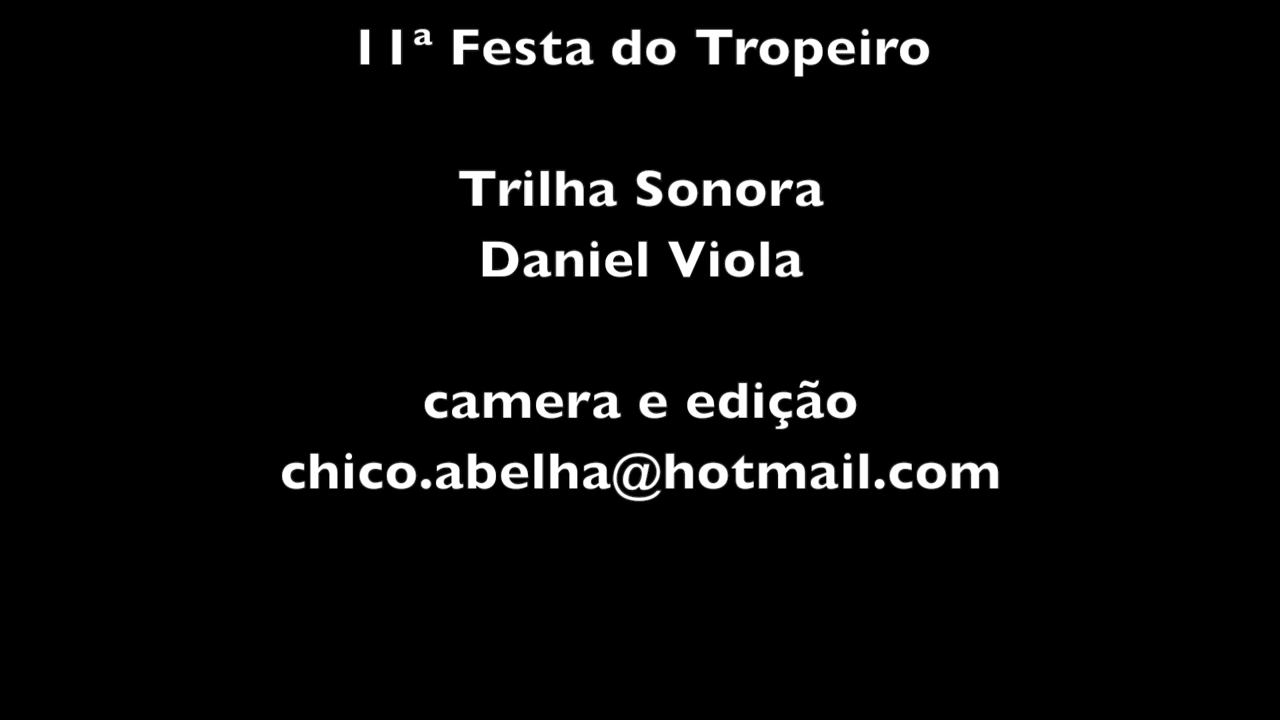 11ª Festa do Tropeiro
Trilha Sonora
Daniel Viola
camera e edição
chico.abelha@hotmail.com